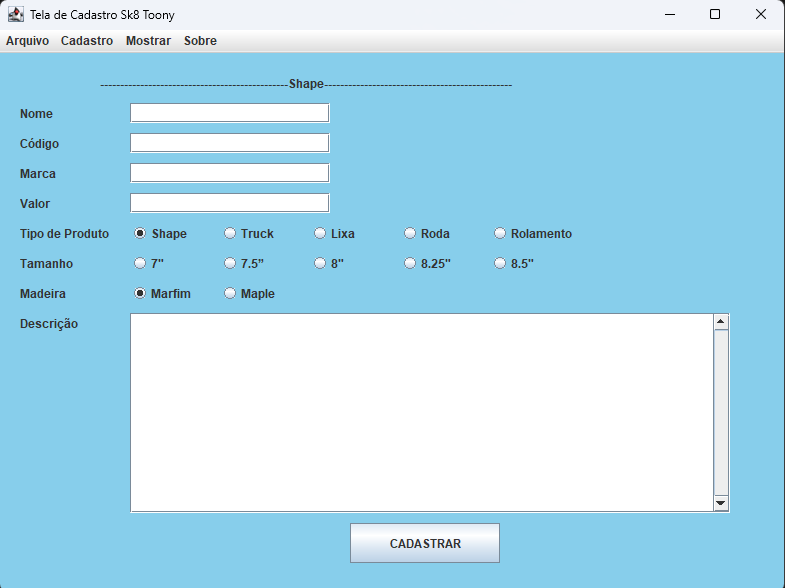 Tela de Cadastro Sk8 Toony
Arquivo Cadastro Mostrar Sobre
-----------------------------------------------Shape-----------------------------------------------
Nome
Código
Marca
Valor
Tipo de Produto Shape Truck Lixa Roda Rolamento
Tamanho 7" 7.5” 8" 8.25" 8.5"
Madeira Marfim Maple
Descrição
CADASTRAR